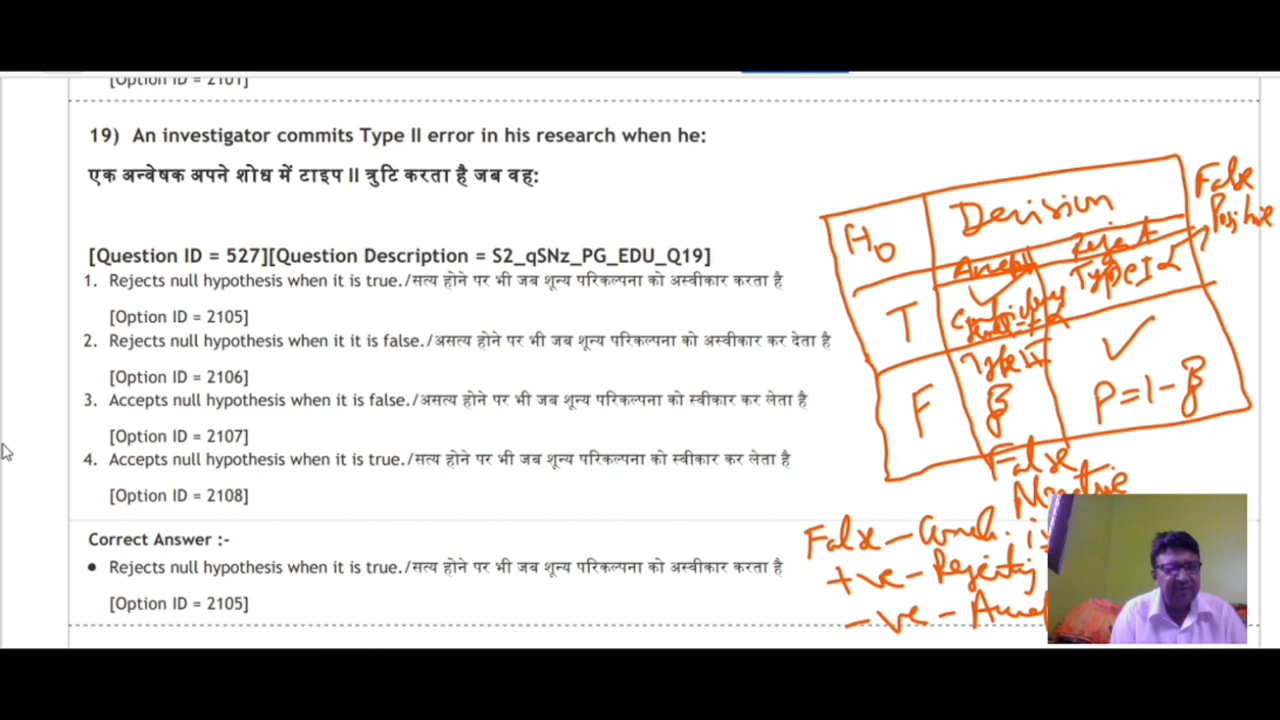 [Option ID = 2101]
19) An investigator commits Type II error in his research when he:
एक अन्वेषक अपने शोध में टाइप II त्रुटि करता है जब वह:
[Question ID = 527][Question Description = S2_qSNz_PG_EDU_Q19]
1. Rejects null hypothesis when it is true./सत्य होने पर भी जब शून्य परिकल्पना को अस्वीकार करता है
[Option ID = 2105]
2. Rejects null hypothesis when it it is false./असत्य होने पर भी जब शून्य परिकल्पना को अस्वीकार कर देता है
[Option ID = 2106]
3. Accepts null hypothesis when it is false./असत्य होने पर भी जब शून्य परिकल्पना को स्वीकार कर लेता है
[Option ID = 2107]
4. Accepts null hypothesis when it is true./सत्य होने पर भी जब शून्य परिकल्पना को स्वीकार कर लेता है
[Option ID = 2108]
Correct Answer :-
• Rejects null hypothesis when it is true./सत्य होने पर भी जब शून्य परिकल्पना को अस्वीकार करता है
[Option ID = 2105]
False
Positive
H0 Decision
Accept Reject
T Type I α
Type II
F β P=1-β
False
False –
+ve – Rejecting
-ve –